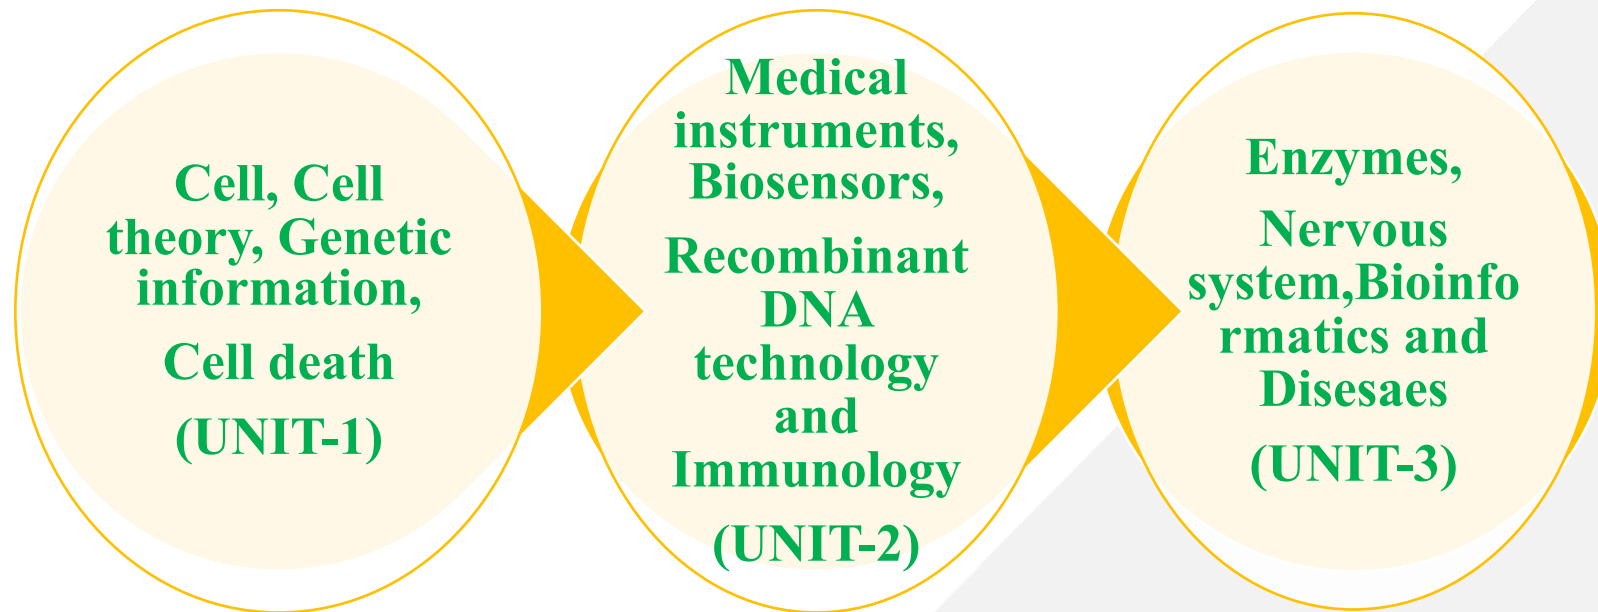 Cell, Cell
theory, Genetic
information,
Cell death
(UNIT-1)
Medical
instruments,
Biosensors,
Recombinant
DNA
technology
and
Immunology
(UNIT-2)
Enzymes,
Nervous
system,Bioinfo
rmatics and
Disesaes
(UNIT-3)